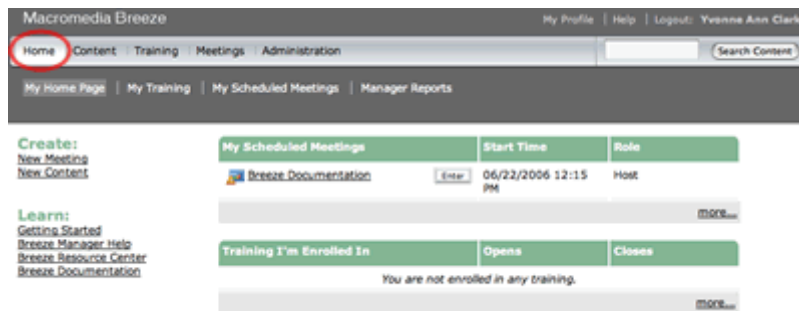 Macromedia Breeze
My Profile | Help | Logout: Yvonne Ann Clark
Home Content Training Meetings Administration
Search Content
My Home Page | My Training | My Scheduled Meetings | Manager Reports
Create:
New Meeting
New Content
Learn:
Getting Started
Breeze Manager Help
Breeze Resource Center
Breeze Documentation
My Scheduled Meetings Start Time Role
Breeze Documentation Enter 06/22/2006 12:15 Host
PM
more...
Training I'm Enrolled In Opens Closes
You are not enrolled in any training.
more...